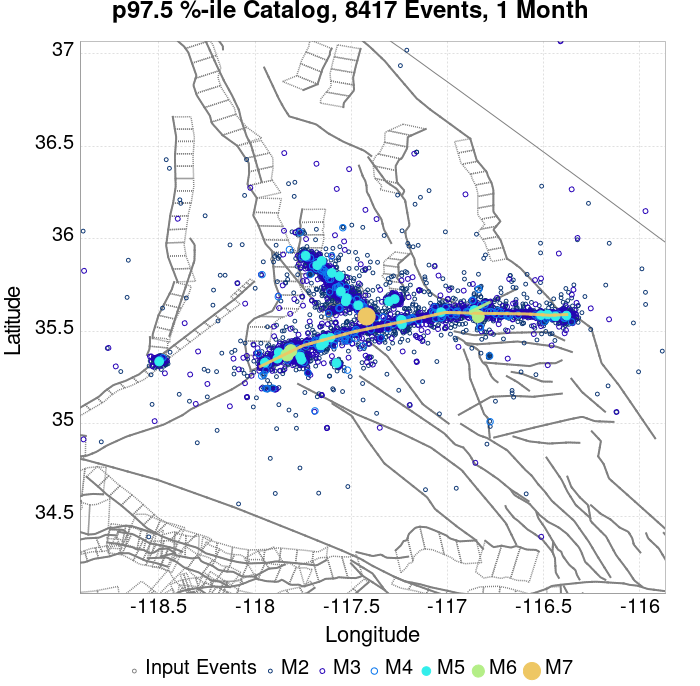 p97.5 %-ile Catalog, 8417 Events, 1 Month
37
36.5
36
35.5
35
34.5
Latitude
-118.5 -118 -117.5 -117 -116.5 -116
Longitude
Input Events M2 M3 M4 M5 M6 M7